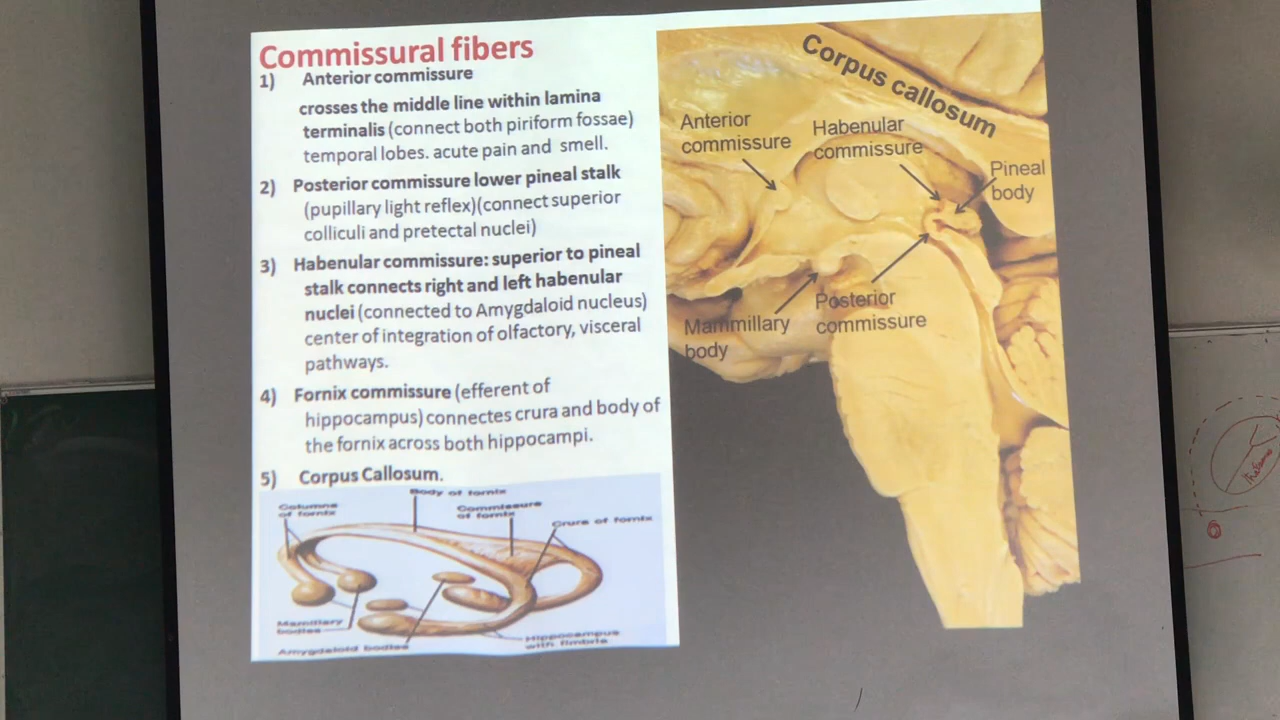 Commissural fibers
1) Anterior commissure
crosses the middle line within lamina
terminalis (connect both piriform fossae)
temporal lobes. acute pain and smell.
2) Posterior commissure lower pineal stalk
(pupillary light reflex)(connect superior
colliculi and pretectal nuclei)
3) Habenular commissure: superior to pineal
stalk connects right and left habenular
nuclei (connected to Amygdaloid nucleus)
center of integration of olfactory, visceral
pathways.
4) Fornix commissure (efferent of
hippocampus) connectes crura and body of
the fornix across both hippocampi.
5) Corpus Callosum.
Columns
of fornix
Body of fornix
Commissure
of fornix
Crura of fornix
Mamillary
bodies
Amygdaloid bodies
Hippocampus
with fimbria
Corpus callosum
Anterior
commissure
Habenular
commissure
Pineal
body
Mammillary
body
Posterior
commissure